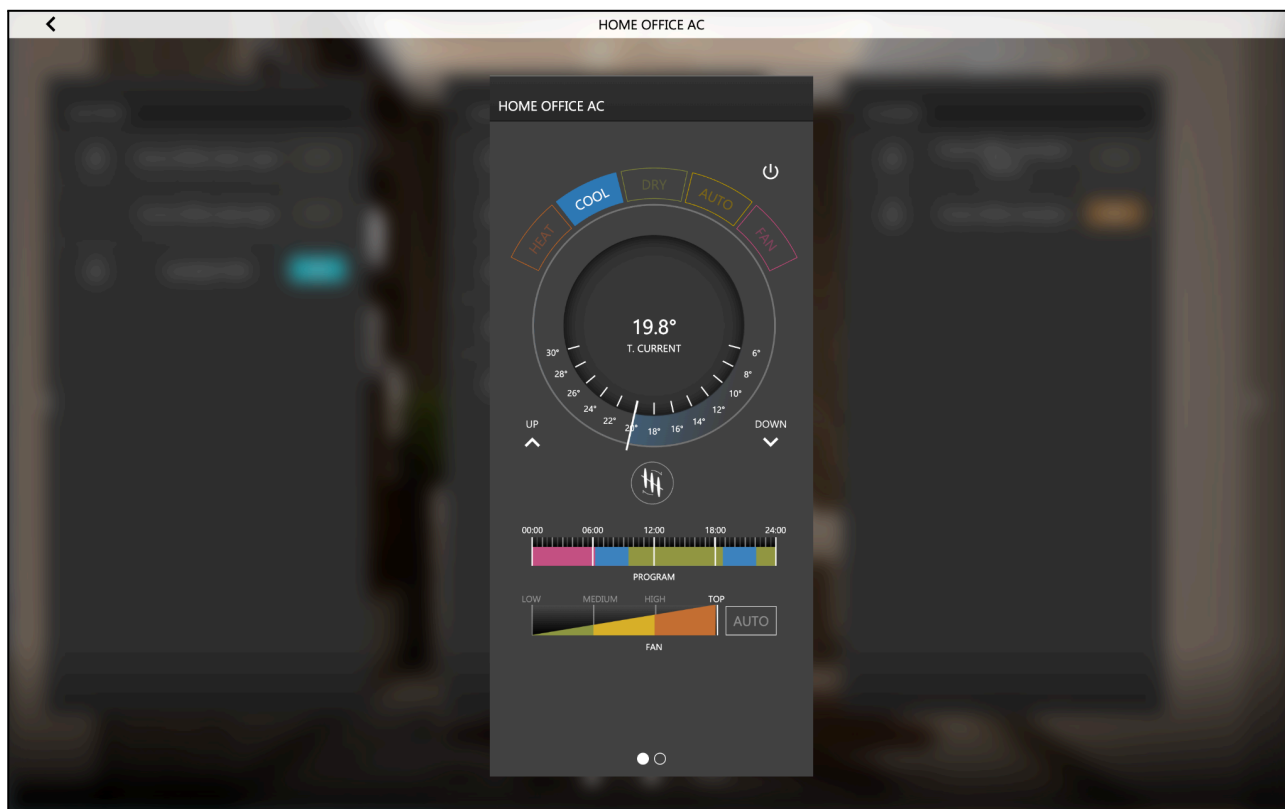 HOME OFFICE AC
HOME OFFICE AC
HEAT
COOL
DRY
AUTO
FAN
19.8°
T. CURRENT
30°
28°
26°
24°
22°
20°
18°
16°
14°
12°
10°
8°
6°
UP
DOWN
00:00 06:00 12:00 18:00 24:00
PROGRAM
LOW MEDIUM HIGH TOP
AUTO
FAN